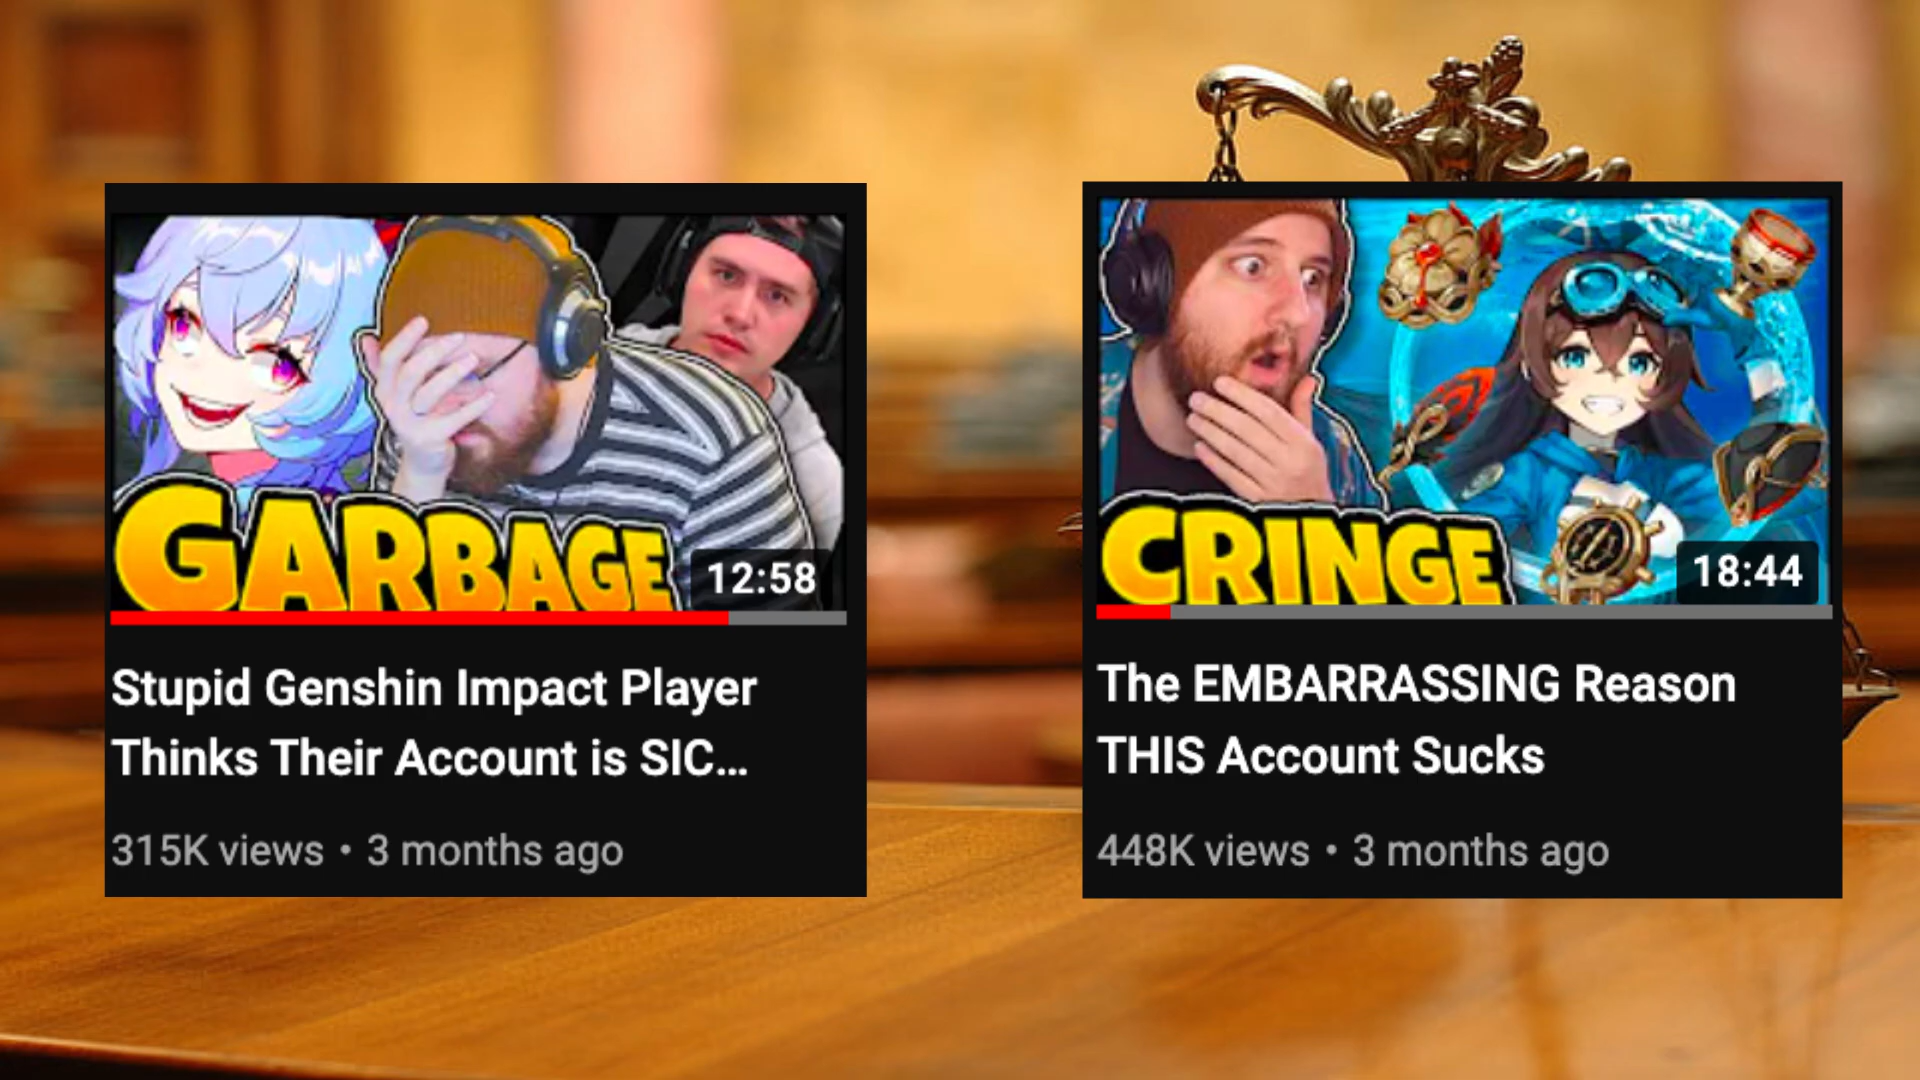 GARBAGE
12:58
Stupid Genshin Impact Player
Thinks Their Account is SIC...
315K views • 3 months ago
CRINGE
18:44
The EMBARRASSING Reason
THIS Account Sucks
448K views • 3 months ago